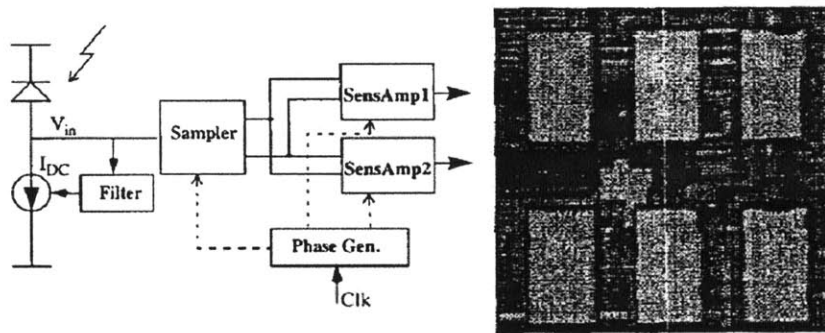 V_in
Sampler
SensAmp1
SensAmp2
I_DC
Filter
Phase Gen.
Clk